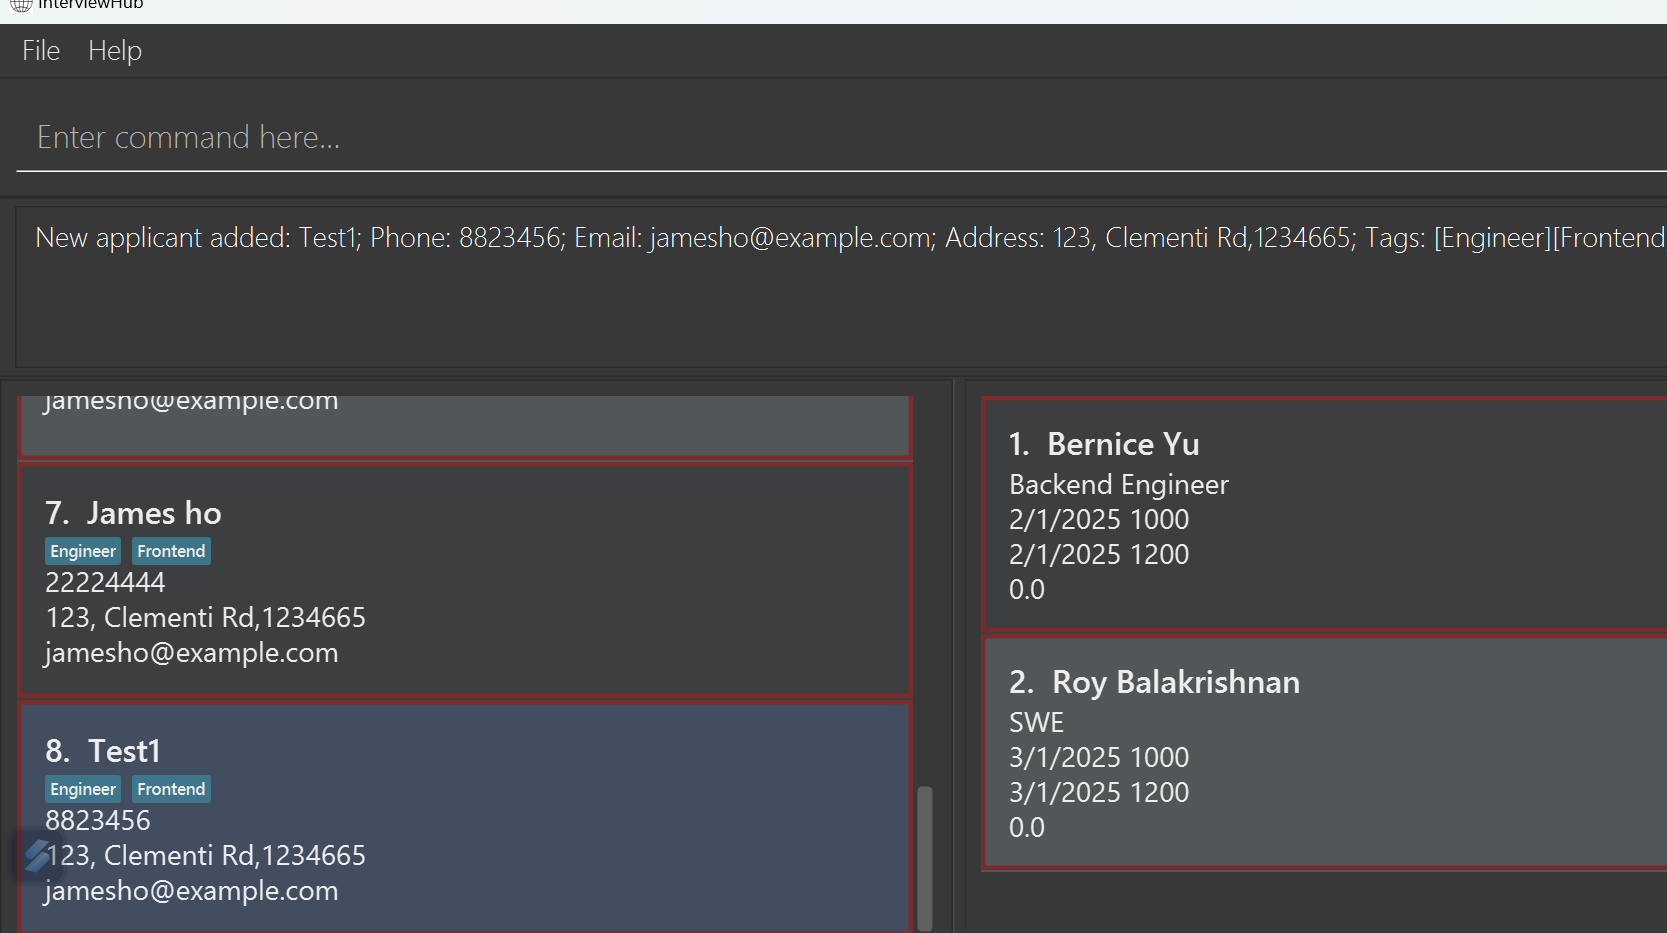 InterviewHub
File Help
Enter command here...
New applicant added: Test1; Phone: 8823456; Email: jamesho@example.com; Address: 123, Clementi Rd,1234665; Tags: [Engineer][Frontend
jamesho@example.com
7. James ho
Engineer Frontend
22224444
123, Clementi Rd,1234665
jamesho@example.com
8. Test1
Engineer Frontend
8823456
123, Clementi Rd,1234665
jamesho@example.com
1. Bernice Yu
Backend Engineer
2/1/2025 1000
2/1/2025 1200
0.0
2. Roy Balakrishnan
SWE
3/1/2025 1000
3/1/2025 1200
0.0